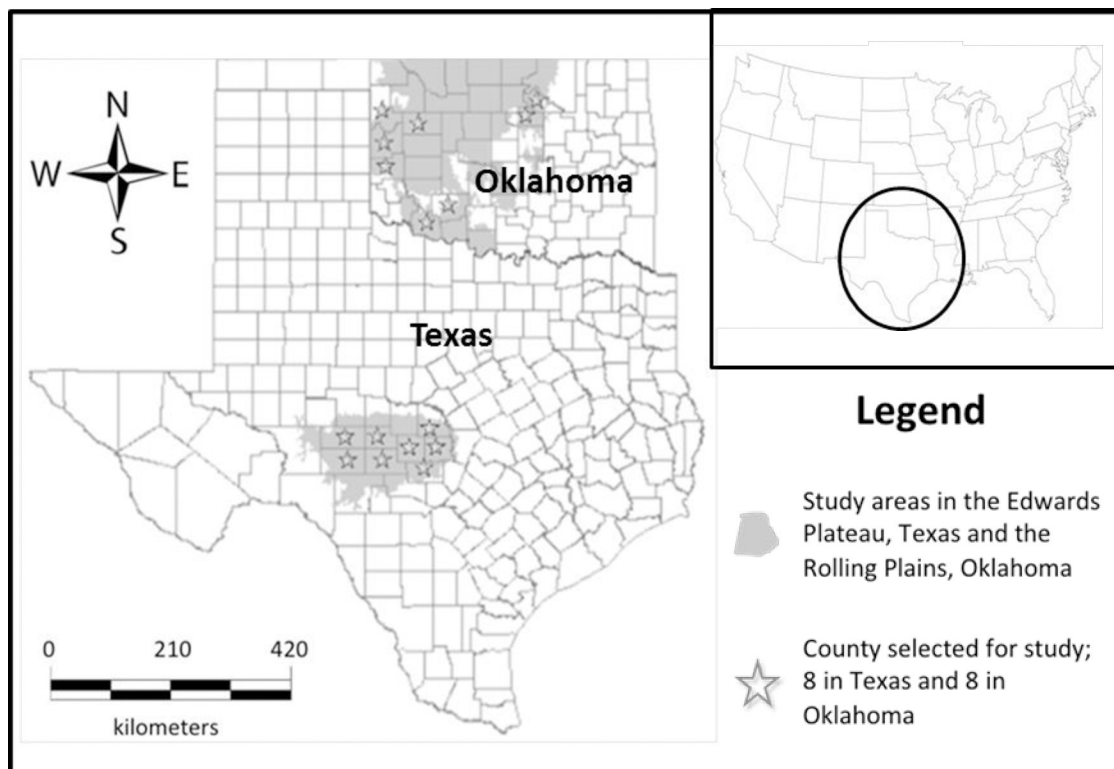 N
W E
S
Oklahoma
Texas
0 210 420
kilometers
Legend
Study areas in the Edwards
Plateau, Texas and the
Rolling Plains, Oklahoma
County selected for study;
8 in Texas and 8 in
Oklahoma